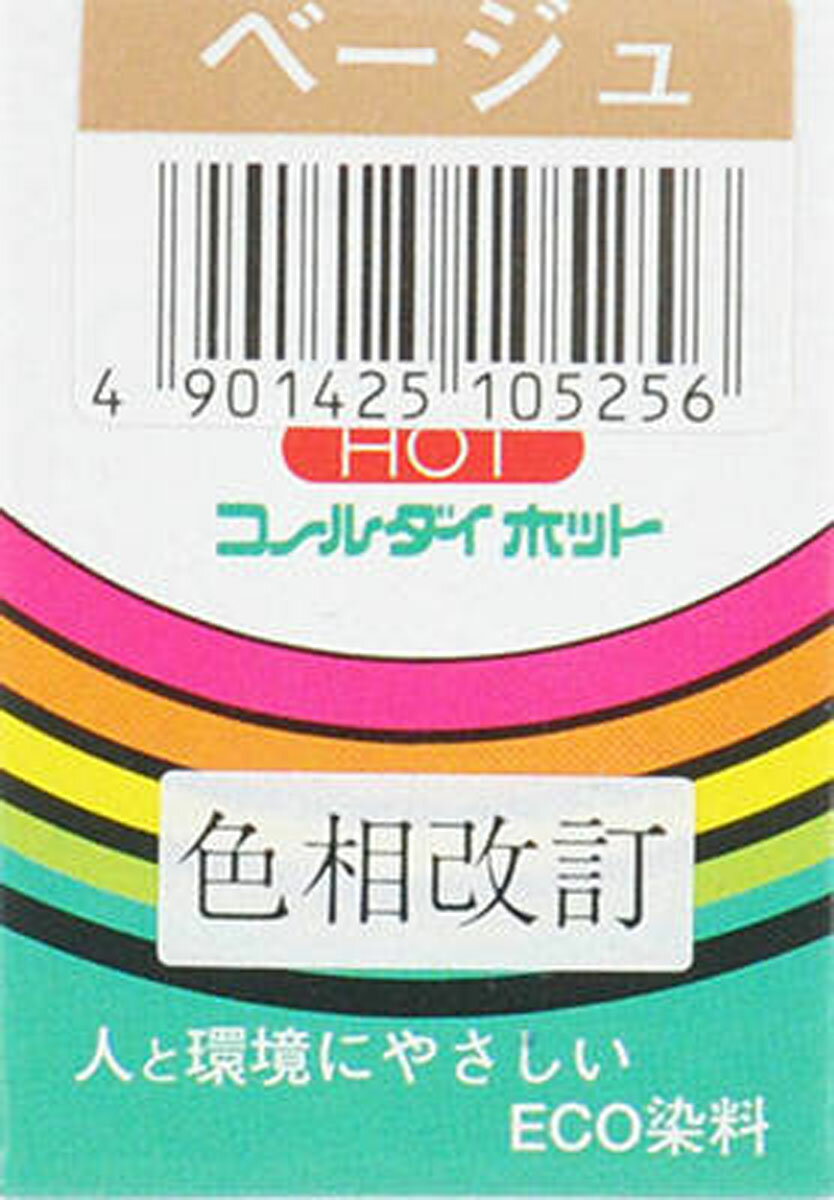 ベージュ
4 901425 105256
HOT
コールダイホット
色相改訂
人と環境にやさしい
ECO染料